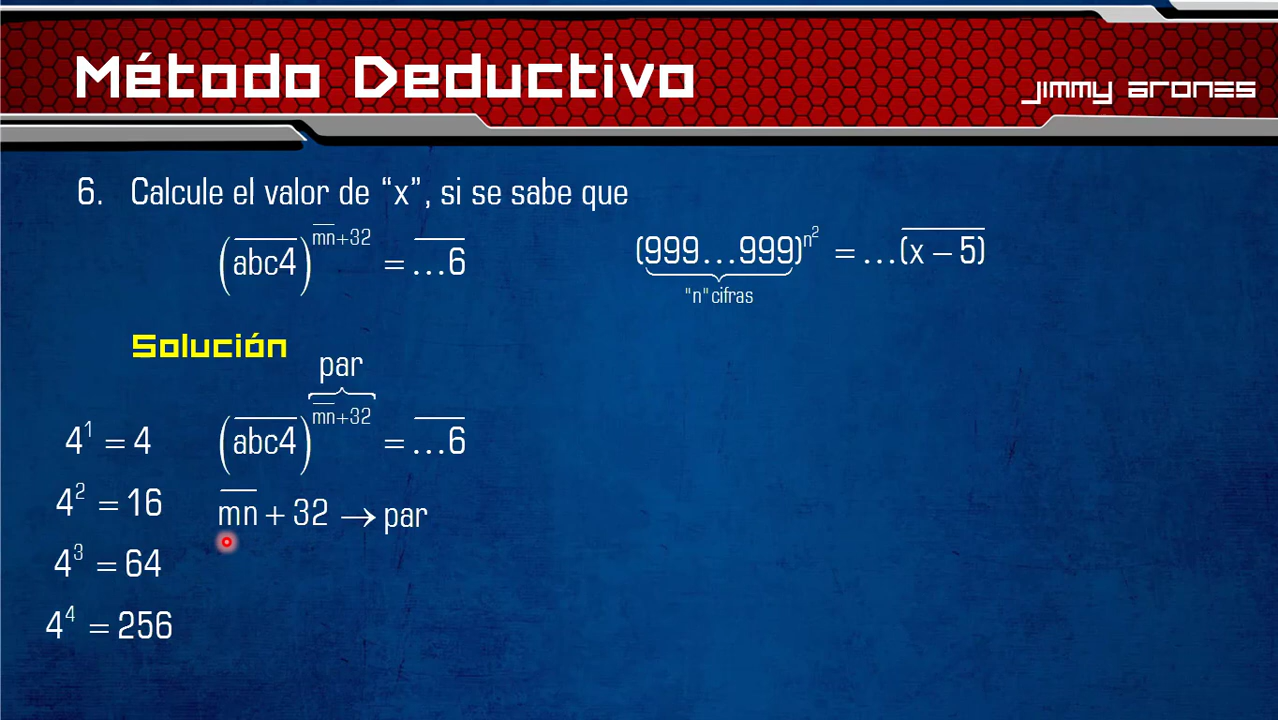 Método Deductivo
Jimmy Arones
6. Calcule el valor de “x”, si se sabe que
(abc4)^(mn+32) = ...6
(999...999)^(n²) = ...(x – 5)
"n" cifras
Solución
par
4¹ = 4
(abc4)^(mn+32) = ...6
4² = 16
mn + 32 → par
4³ = 64
4⁴ = 256